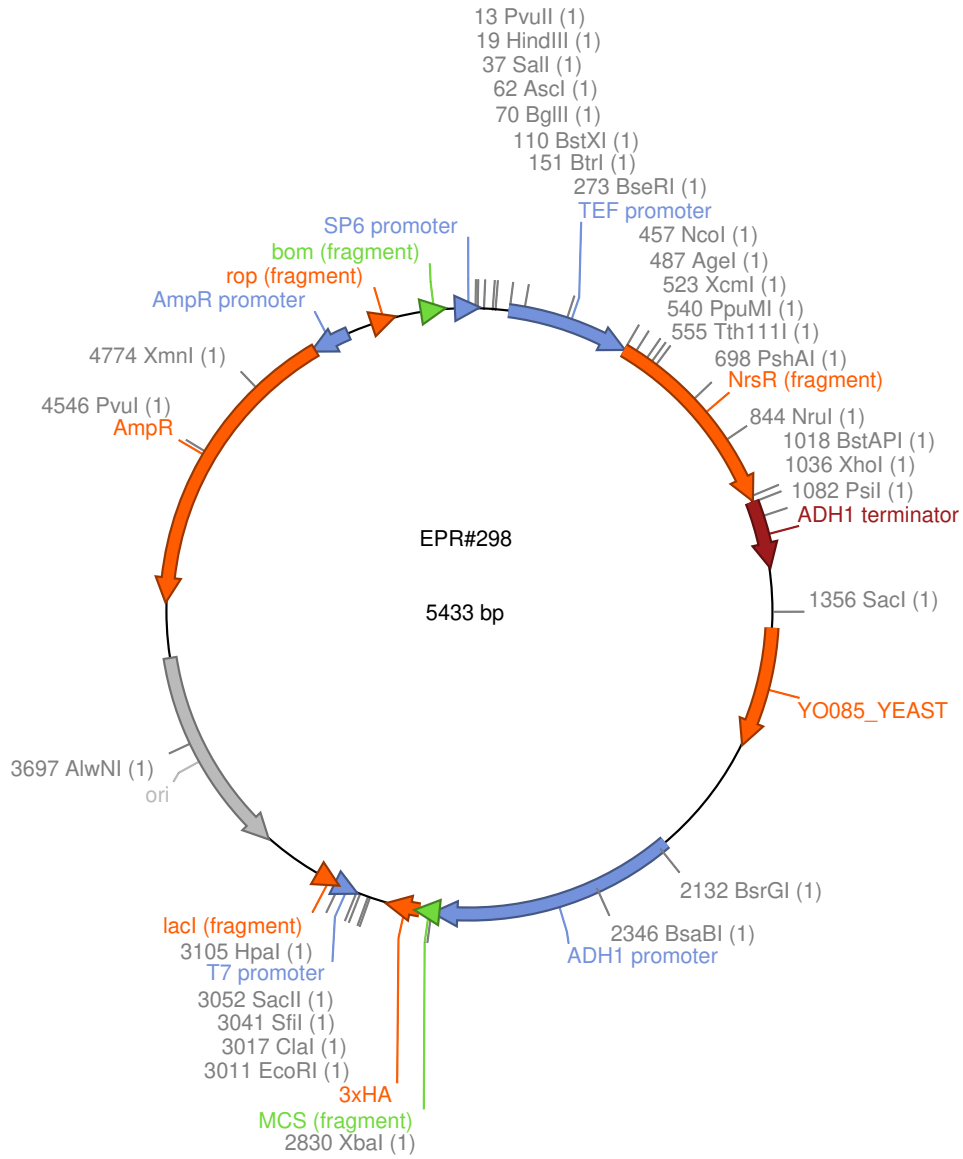 13 PvuII (1)
19 HindIII (1)
37 SalI (1)
62 AscI (1)
70 BglII (1)
110 BstXI (1)
151 BtrI (1)
273 BseRI (1)
TEF promoter
SP6 promoter
457 NcoI (1)
bom (fragment)
487 AgeI (1)
rop (fragment)
523 XcmI (1)
AmpR promoter
540 PpuMI (1)
555 Tth111I (1)
4774 XmnI (1)
698 PshAI (1)
NrsR (fragment)
4546 PvuI (1)
844 NruI (1)
AmpR
1018 BstAPI (1)
1036 XhoI (1)
1082 PsiI (1)
ADH1 terminator
EPR#298
1356 SacI (1)
5433 bp
YO085_YEAST
3697 AlwNI (1)
ori
2132 BsrGI (1)
lacI (fragment)
2346 BsaBI (1)
3105 HpaI (1)
ADH1 promoter
T7 promoter
3052 SacII (1)
3041 SfiI (1)
3017 ClaI (1)
3011 EcoRI (1)
3xHA
MCS (fragment)
2830 XbaI (1)